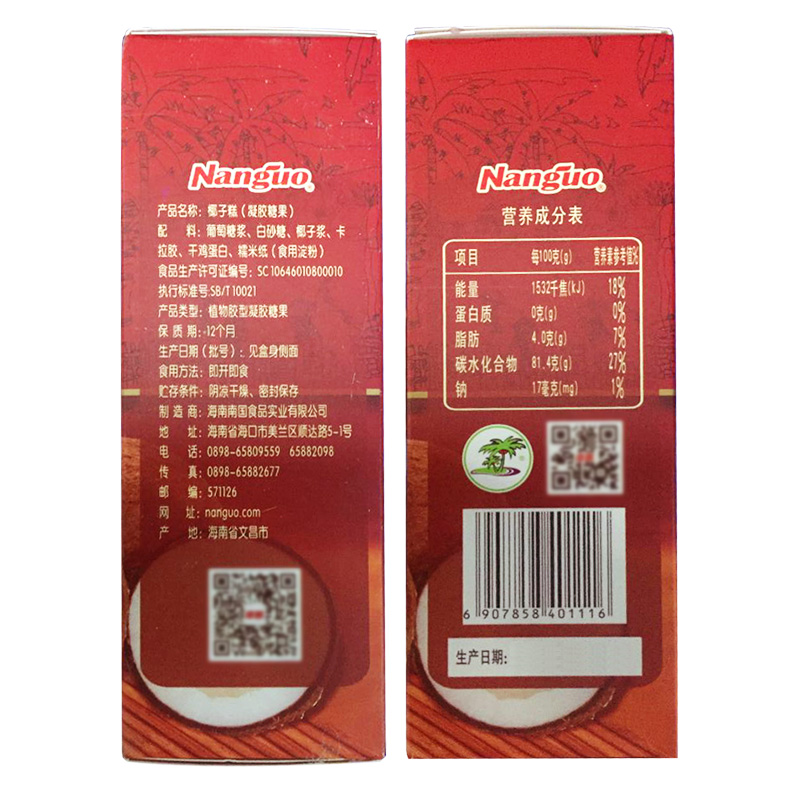 Nanguo®
产品名称：椰子糕（凝胶糖果）
配 料：葡萄糖浆、白砂糖、椰子浆、卡
拉胶、干鸡蛋白、糯米纸（食用淀粉）
食品生产许可证编号：SC10646010800010
执行标准号:SB/T10021
产品类型：植物胶型凝胶糖果
保 质 期：12个月
生产日期（批号）：见盒身侧面
食用方法：即开即食
贮存条件：阴凉干燥、密封保存
制 造 商：海南南国食品实业有限公司
地 址：海南省海口市美兰区顺达路5-1号
电 话：0898-65809559 65882098
传 真：0898-65882677
邮 编：571126
网 址：nanguo.com
产 地：海南省文昌市
Nanguo®
营养成分表
项目 每100克(g) 营养素参考值%
能量 1532千焦(kJ) 18%
蛋白质 0克(g) 0%
脂肪 4.0克(g) 7%
碳水化合物 81.4克(g) 27%
钠 17毫克(mg) 1%
6 907858 401116
生产日期: